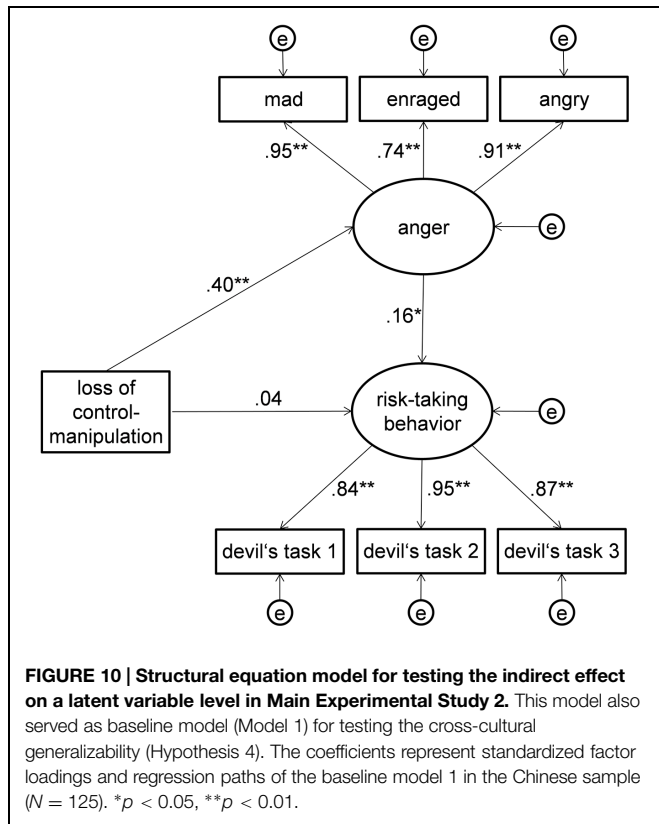 e e e
mad enraged angry
.95** .74** .91**
anger e
.40**
.16*
loss of
control-
manipulation
.04
risk-taking
behavior
e
.84** .95** .87**
devil's task 1 devil's task 2 devil's task 3
e e e
FIGURE 10 | Structural equation model for testing the indirect effect
on a latent variable level in Main Experimental Study 2. This model also
served as baseline model (Model 1) for testing the cross-cultural
generalizability (Hypothesis 4). The coefficients represent standardized factor
loadings and regression paths of the baseline model 1 in the Chinese sample
(N = 125). *p < 0.05, **p < 0.01.